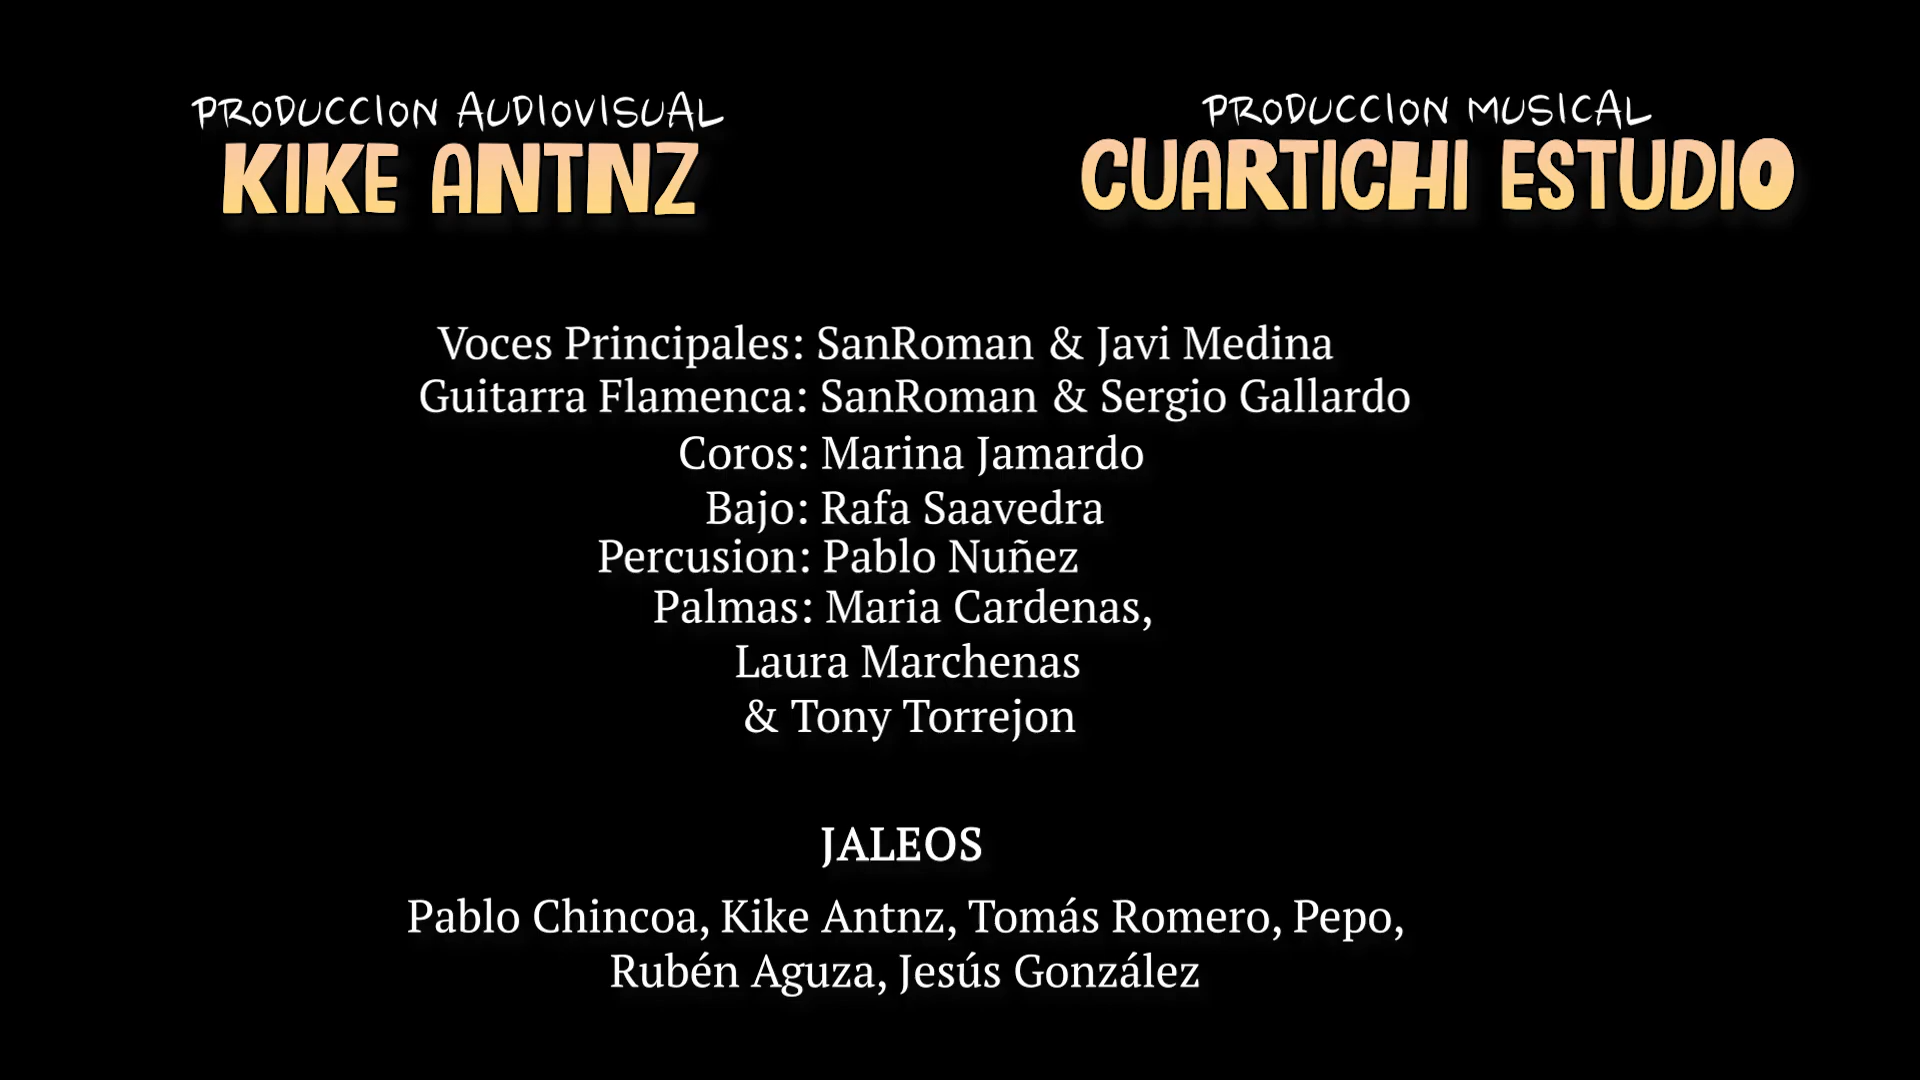 PRODUCCION AUDIOVISUAL
KIKE ANTNZ
PRODUCCION MUSICAL
CUARTICHI ESTUDIO
Voces Principales: SanRoman & Javi Medina
Guitarra Flamenca: SanRoman & Sergio Gallardo
Coros: Marina Jamardo
Bajo: Rafa Saavedra
Percusion: Pablo Nuñez
Palmas: Maria Cardenas,
Laura Marchenas
& Tony Torrejon
JALEOS
Pablo Chincoa, Kike Antnz, Tomás Romero, Pepo,
Rubén Aguza, Jesús González